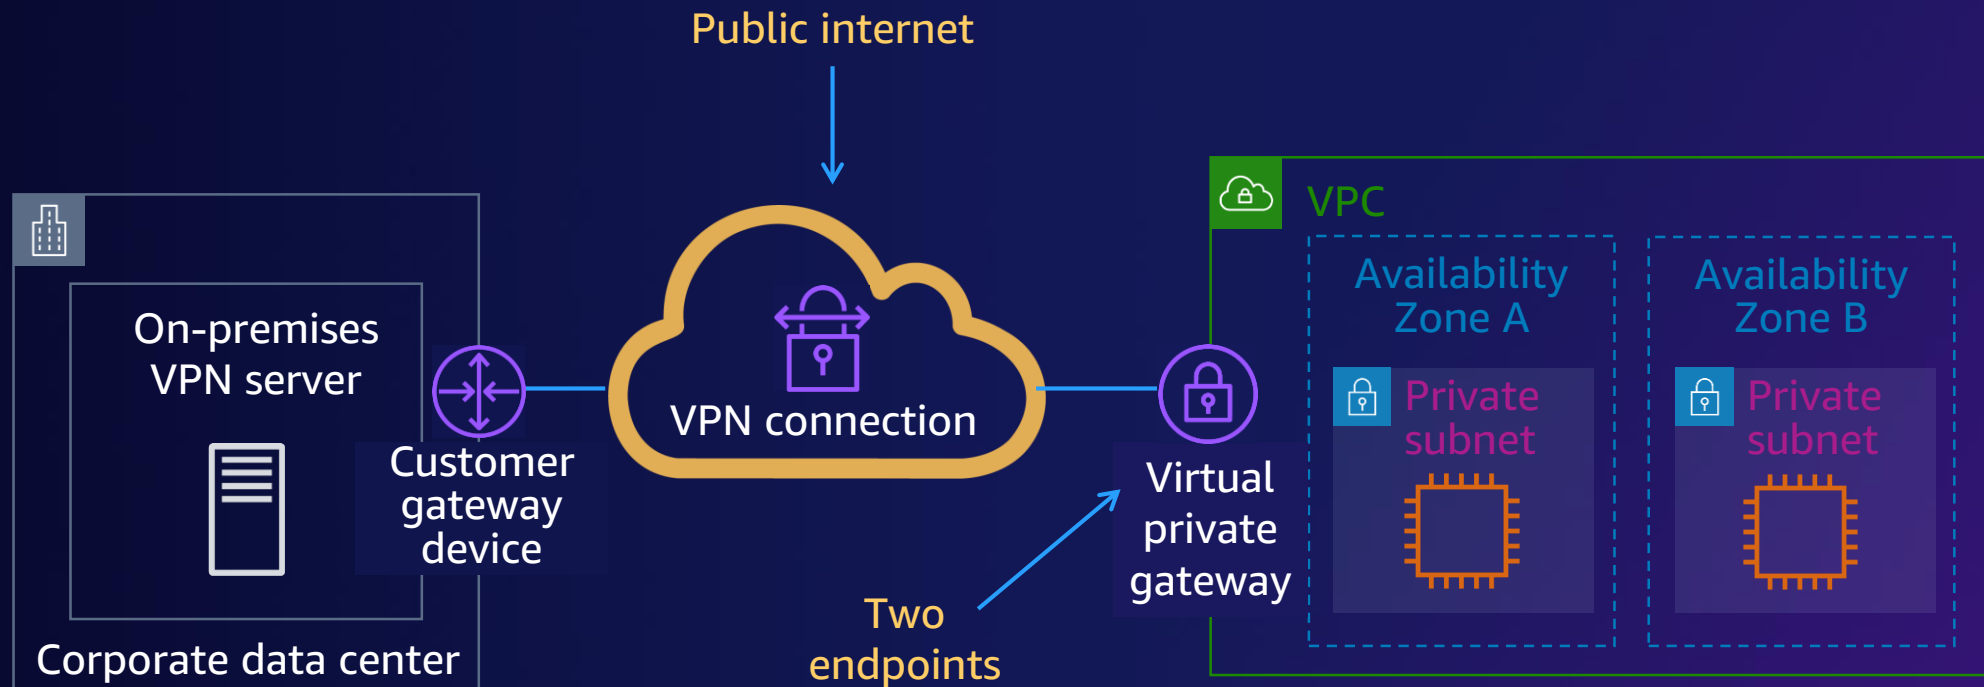 Public internet
VPC
Availability
Zone A
Availability
Zone B
On-premises
VPN server
Private
subnet
Private
subnet
VPN connection
Customer
gateway
device
Virtual
private
gateway
Two
endpoints
Corporate data center